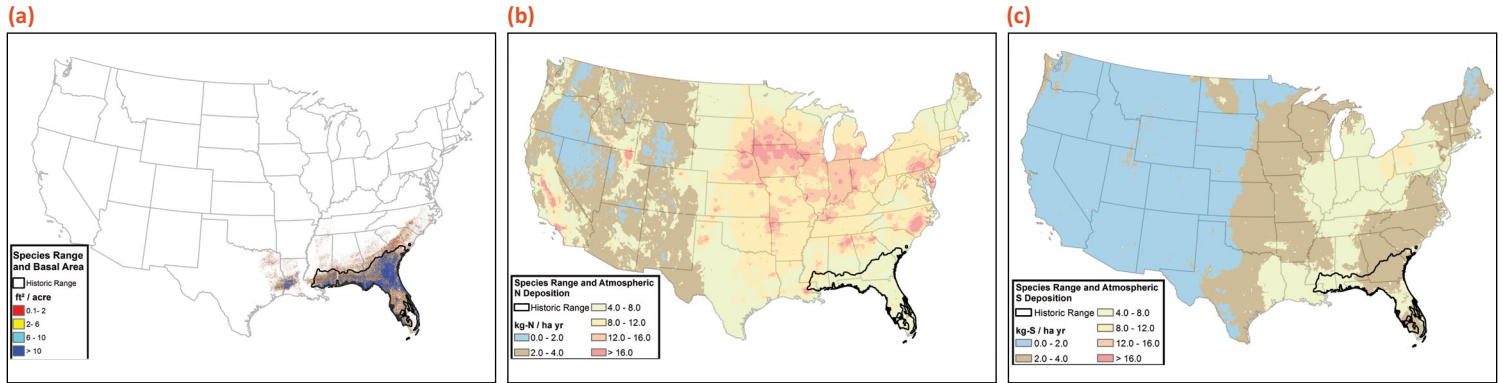 (a)
Species Range
and Basal Area
Historic Range
ft² / acre
0.1- 2
2- 6
6 - 10
> 10
(b)
Species Range and Atmospheric
N Deposition
Historic Range
kg-N / ha yr
0.0 - 2.0
2.0 - 4.0
4.0 - 8.0
8.0 - 12.0
12.0 - 16.0
> 16.0
(c)
Species Range and Atmospheric
S Deposition
Historic Range
kg-S / ha yr
0.0 - 2.0
2.0 - 4.0
4.0 - 8.0
8.0 - 12.0
12.0 - 16.0
> 16.0